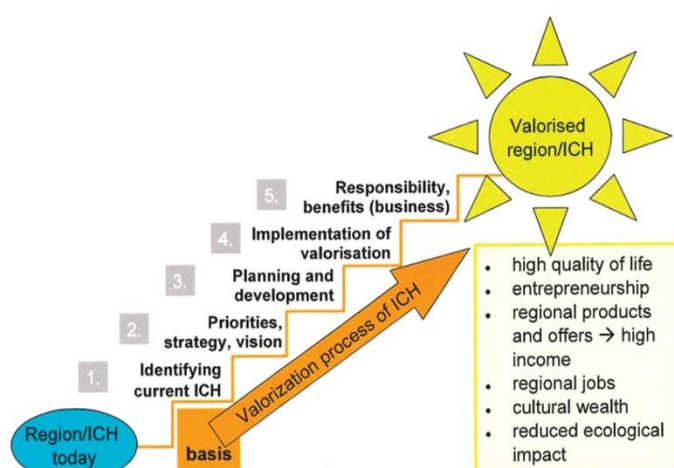 Valorised
region/ICH
5.
Responsibility,
benefits (business)
4.
Implementation of
valorisation
3.
Planning and
development
2.
Priorities,
strategy, vision
1.
Identifying
current ICH
Region/ICH
today
basis
Valorization process of ICH
• high quality of life
• entrepreneurship
• regional products
and offers → high
income
• regional jobs
• cultural wealth
• reduced ecological
impact